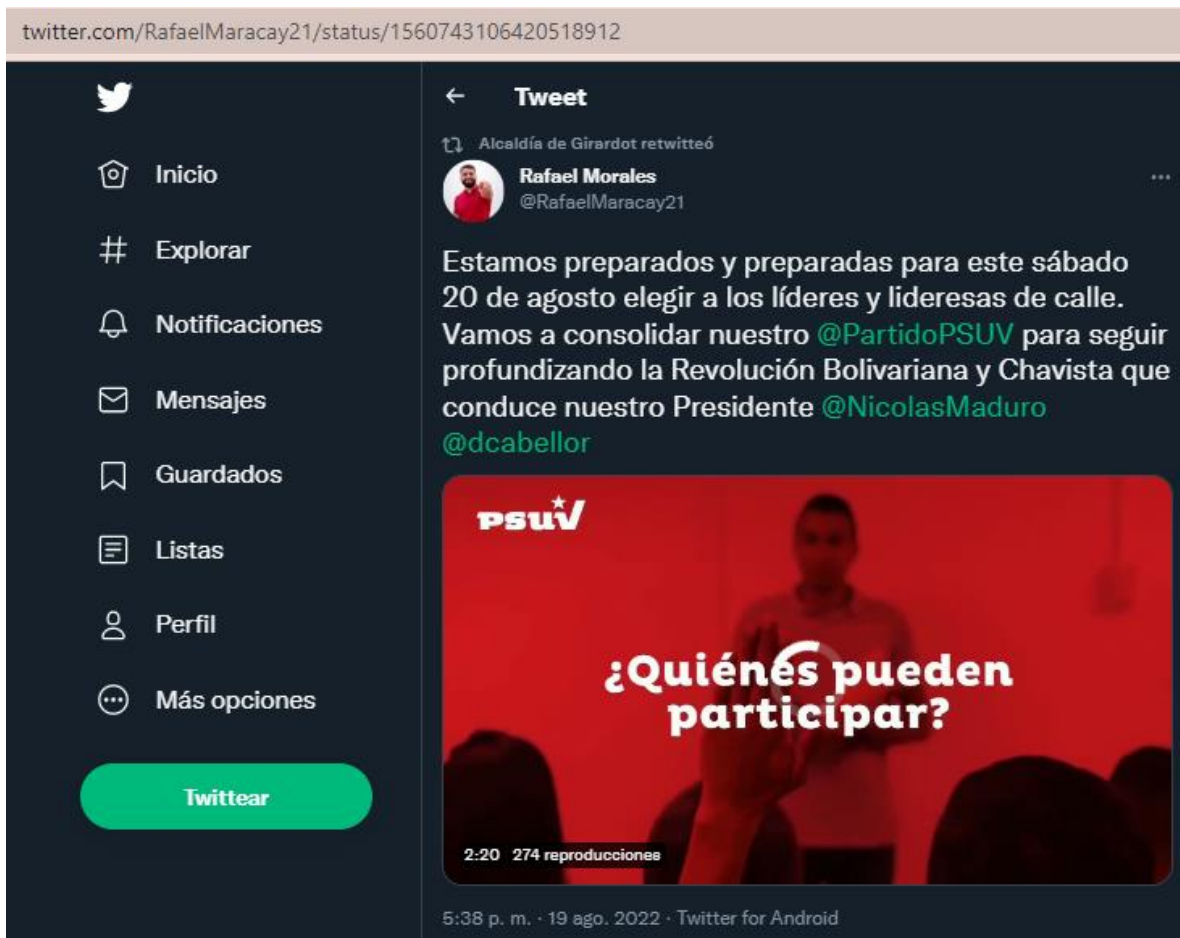 twitter.com/RafaelMaracay21/status/1560743106420518912
Inicio
Explorar
Notificaciones
Mensajes
Guardados
Listas
Perfil
Más opciones
Twittear
Tweet
Alcaldía de Girardot retwitteó
Rafael Morales
@RafaelMaracay21
Estamos preparados y preparadas para este sábado
20 de agosto elegir a los líderes y lideresas de calle.
Vamos a consolidar nuestro @PartidoPSUV para seguir
profundizando la Revolución Bolivariana y Chavista que
conduce nuestro Presidente @NicolasMaduro
@dcabellor
PSUV
¿Quiénes pueden
participar?
2:20 274 reproducciones
5:38 p. m. · 19 ago. 2022 · Twitter for Android